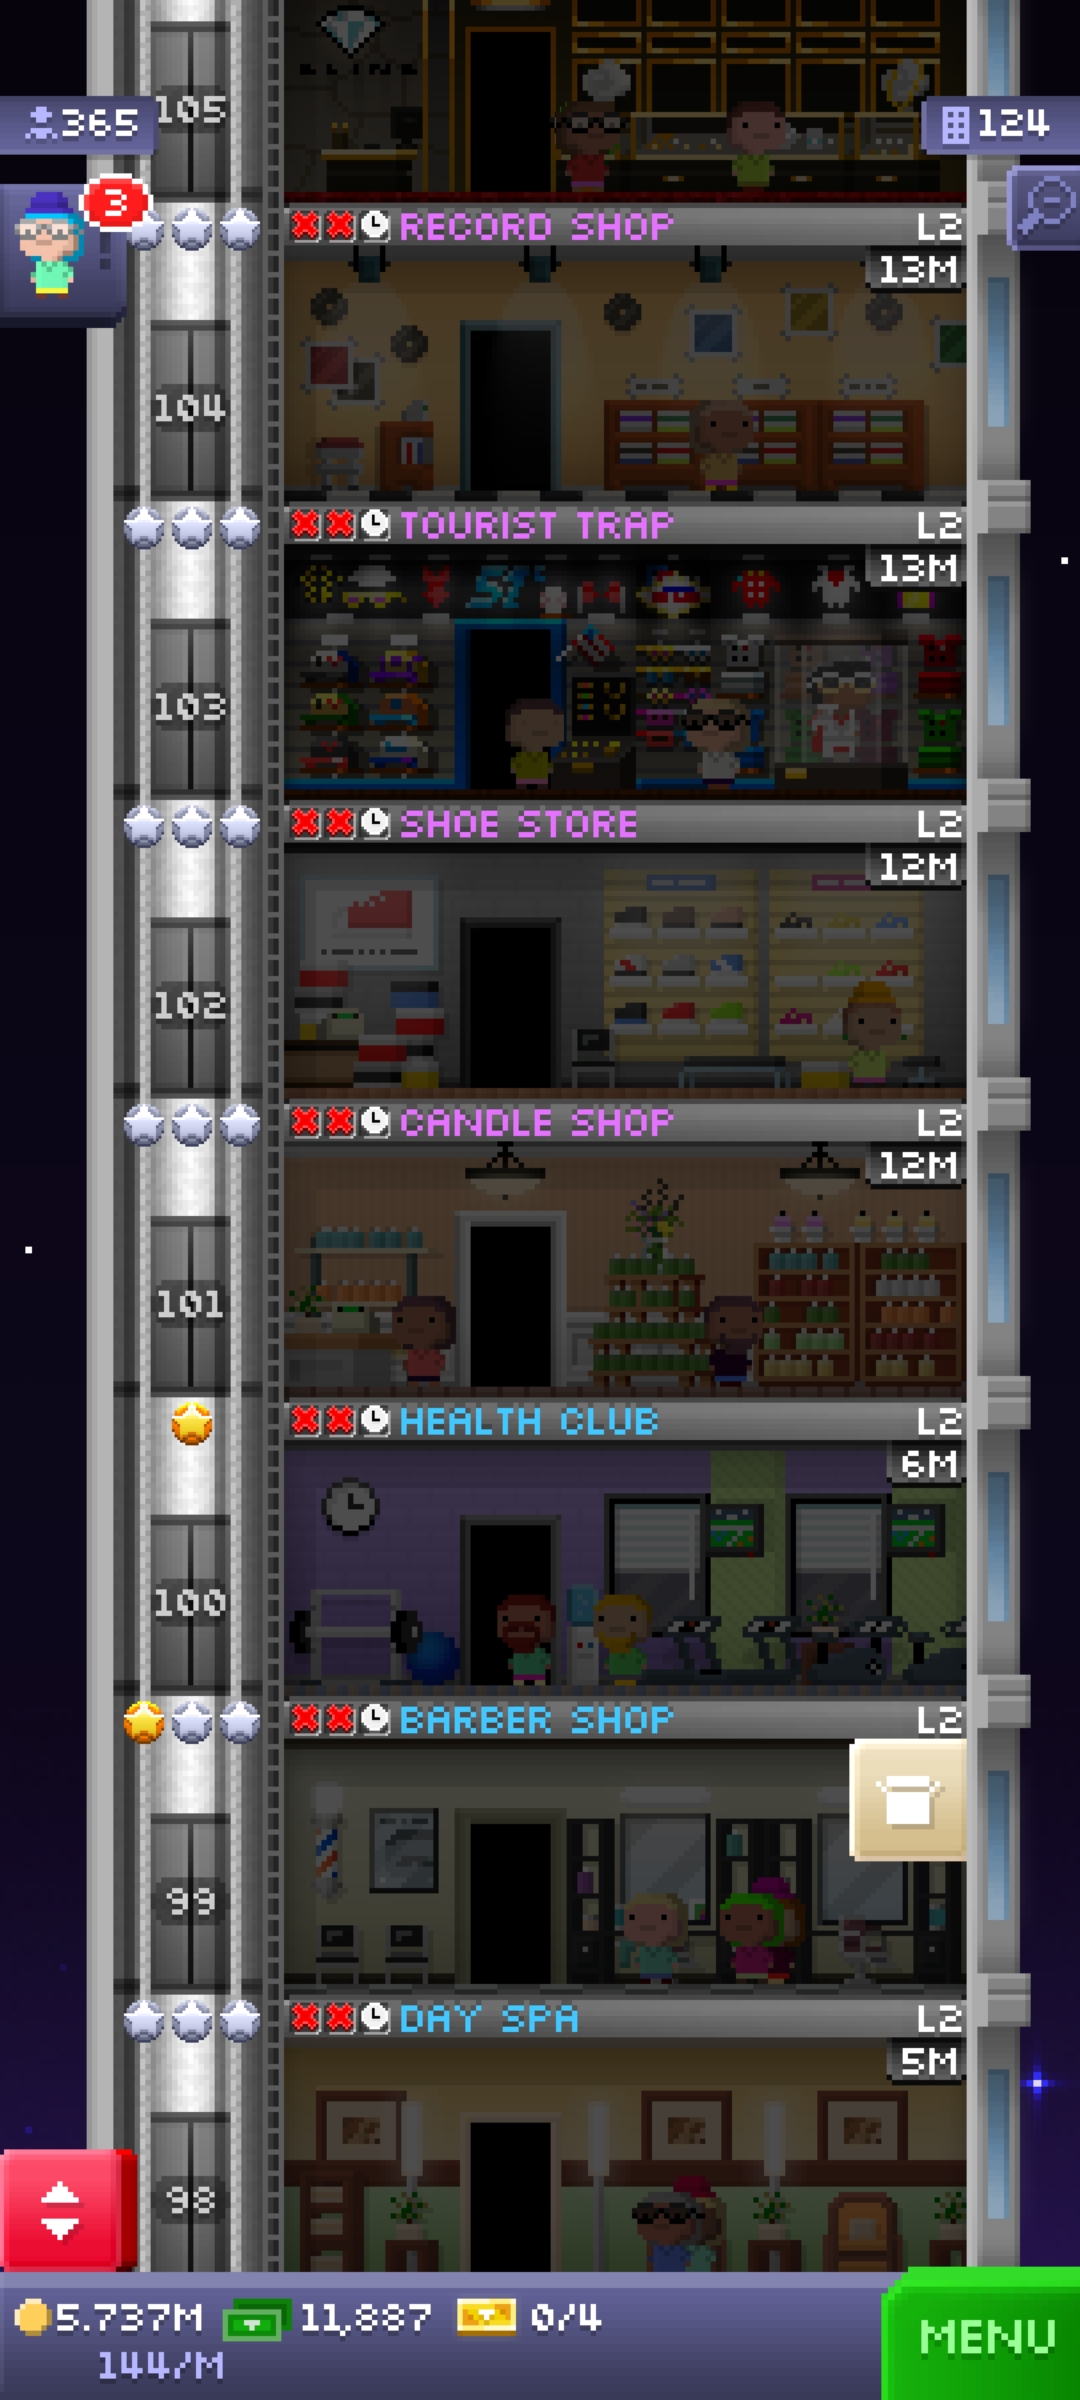 105
365
124
3
RECORD SHOP L2
13M
104
TOURIST TRAP L2
13M
103
SHOE STORE L2
12M
102
CANDLE SHOP L2
12M
101
HEALTH CLUB L2
6M
100
BARBER SHOP L2
99
DAY SPA L2
5M
98
5.737M 11,887 0/4
144/M
MENU